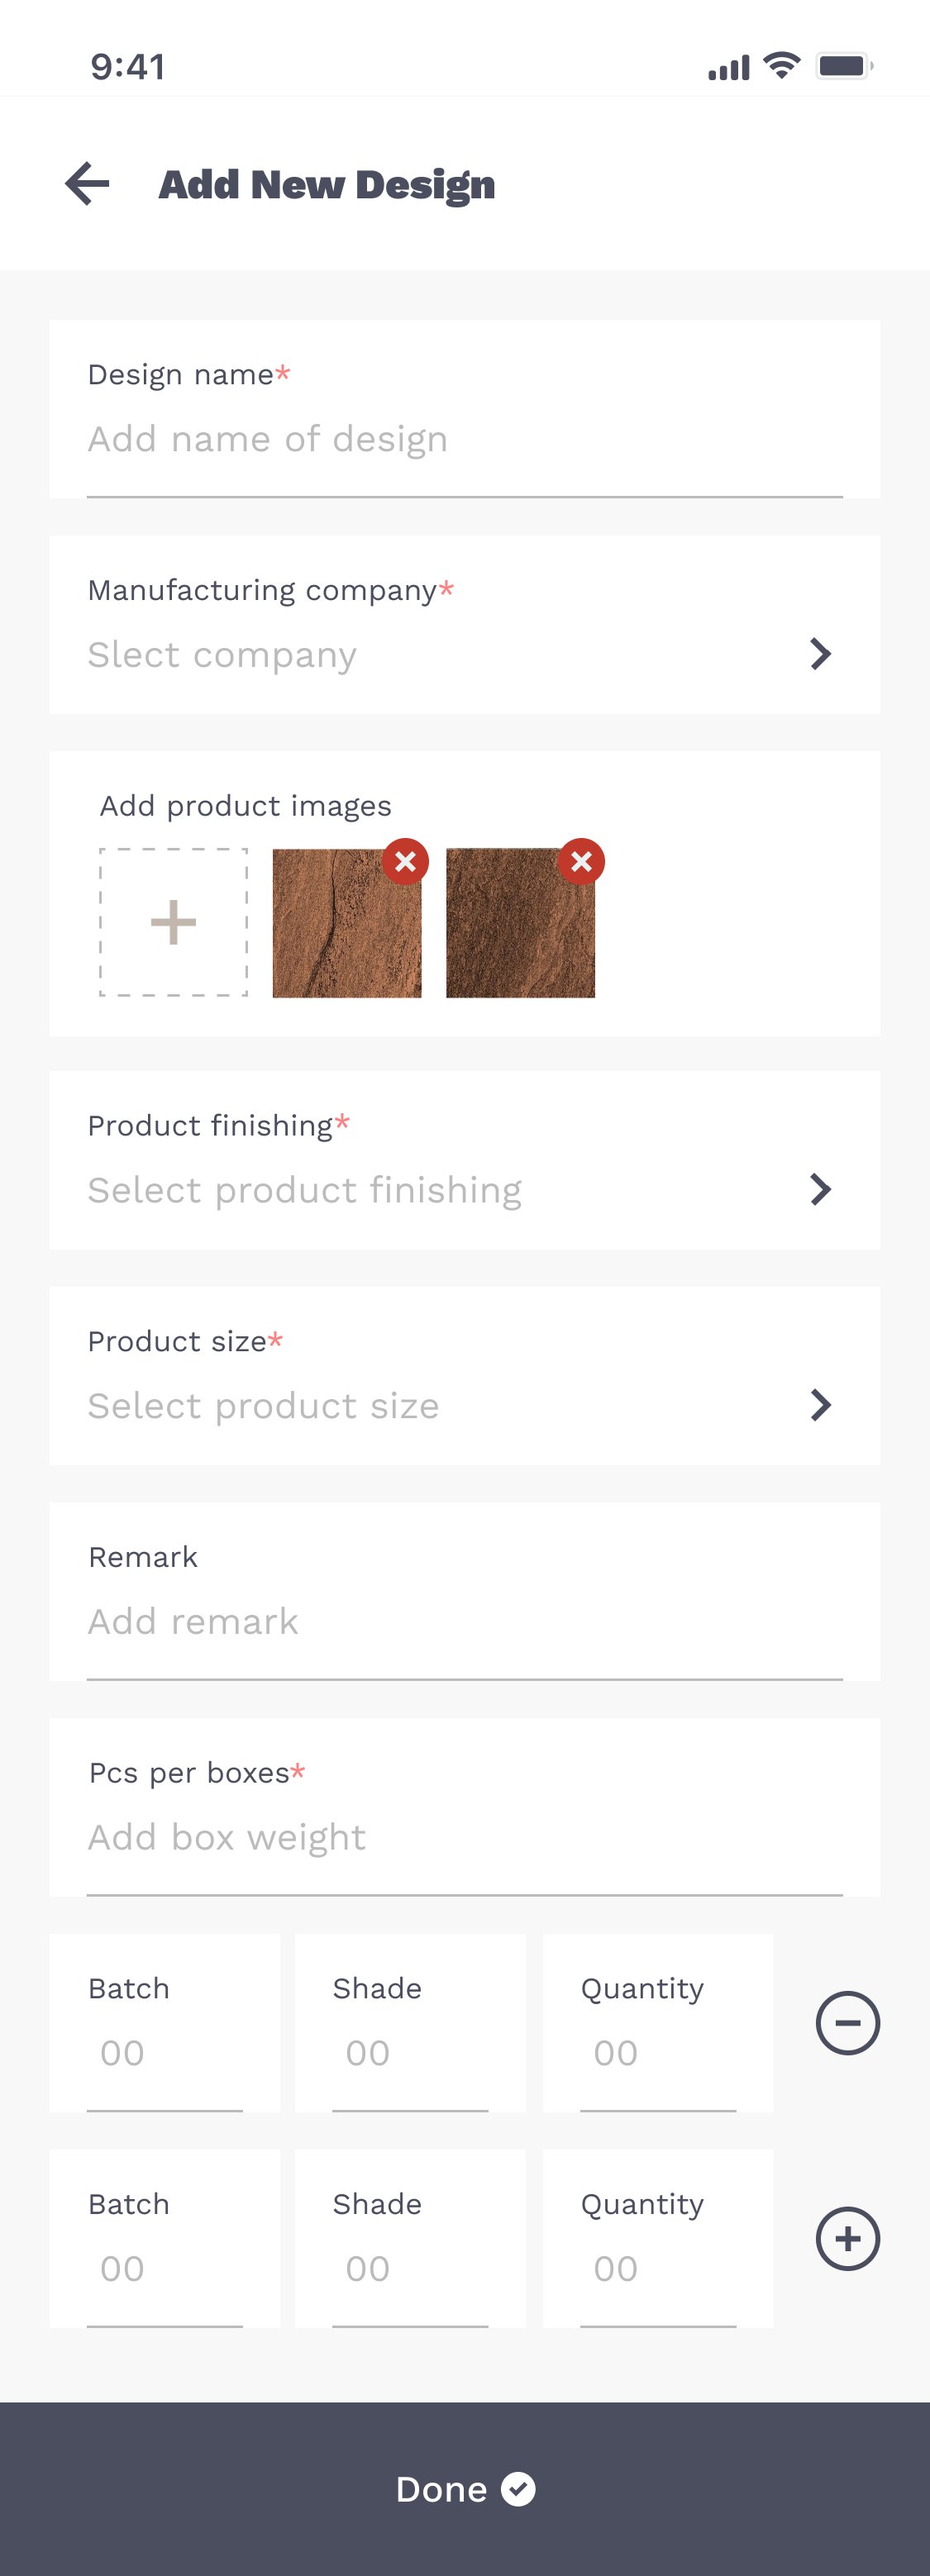 9:41
Add New Design
Design name*
Add name of design
Manufacturing company*
Slect company
Add product images
Product finishing*
Select product finishing
Product size*
Select product size
Remark
Add remark
Pcs per boxes*
Add box weight
Batch Shade Quantity
00 00 00
Batch Shade Quantity
00 00 00
Done